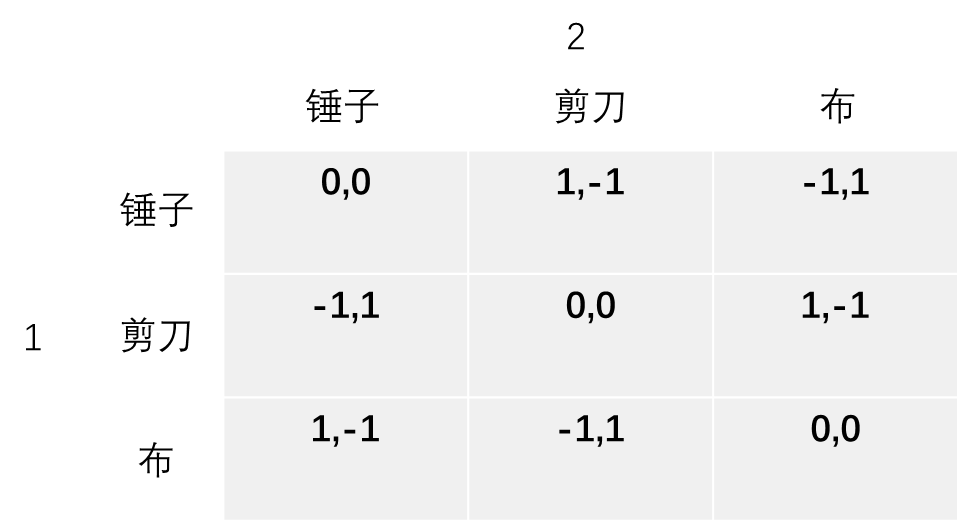 2
锤子 剪刀 布
锤子 0,0 1,-1 -1,1
1 剪刀 -1,1 0,0 1,-1
布 1,-1 -1,1 0,0